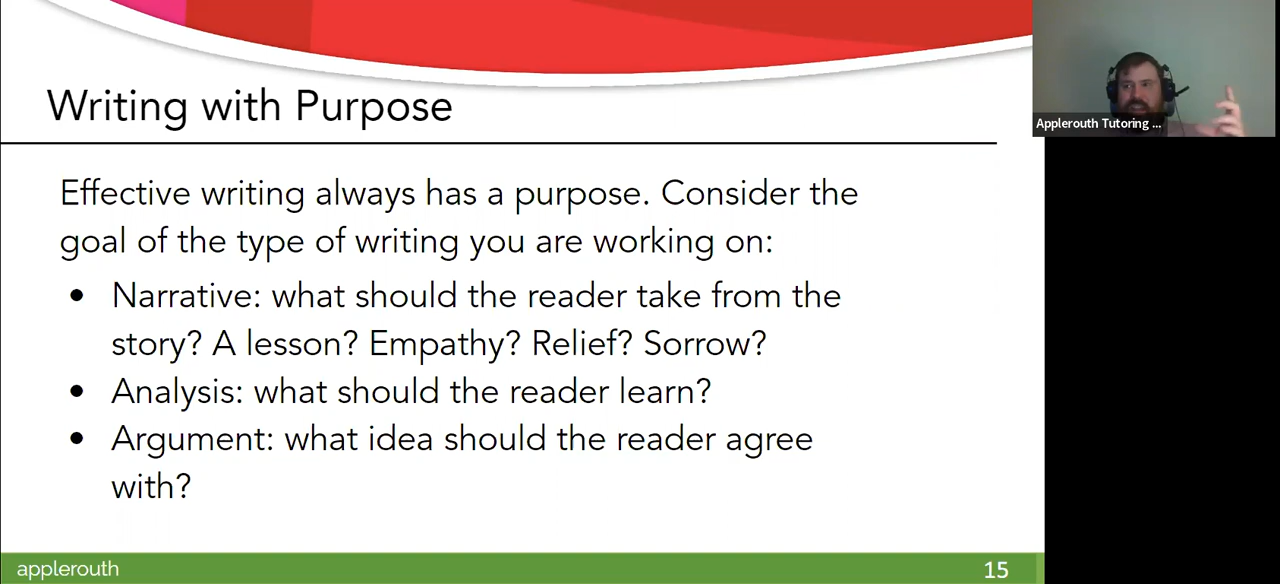 Writing with Purpose
Applerouth Tutoring ...
Effective writing always has a purpose. Consider the
goal of the type of writing you are working on:
• Narrative: what should the reader take from the
story? A lesson? Empathy? Relief? Sorrow?
• Analysis: what should the reader learn?
• Argument: what idea should the reader agree
with?
applerouth
15